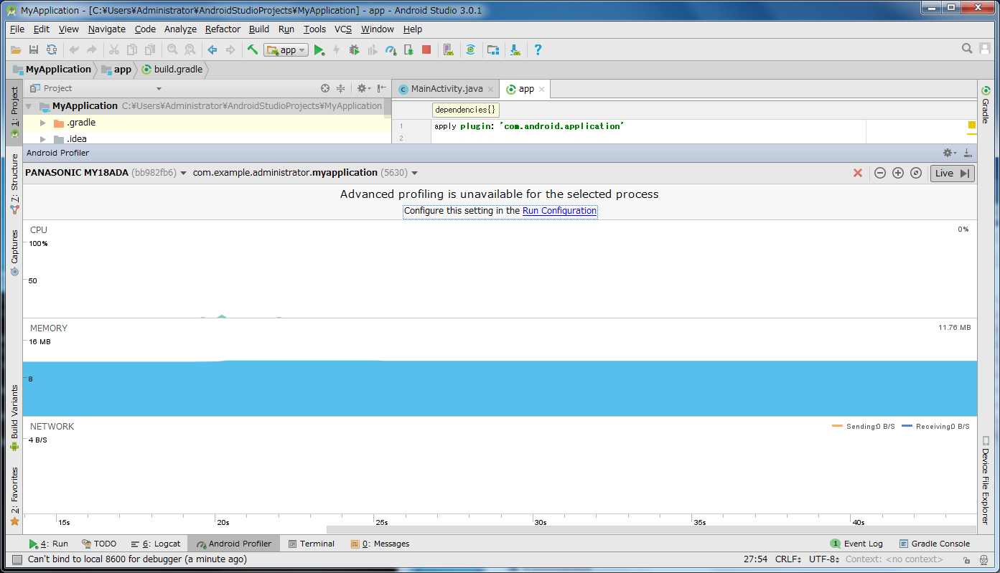 MyApplication - [C:¥Users¥Administrator¥AndroidStudioProjects¥MyApplication] - app - Android Studio 3.0.1
File Edit View Navigate Code Analyze Refactor Build Run Tools VCS Window Help
app
MyApplication app build.gradle
Project
MainActivity.java app
MyApplication C:¥Users¥Administrator¥AndroidStudioProjects¥MyApplication
.gradle
.idea
dependencies{}
1 apply plugin: 'com.android.application'
2
Android Profiler
PANASONIC MY18ADA (bb982fb6) com.example.administrator.myapplication (5630) Live
Advanced profiling is unavailable for the selected process
Configure this setting in the Run Configuration
CPU 0%
100%
50
MEMORY 11.76 MB
16 MB
8
NETWORK Sending:0 B/S Receiving:0 B/S
4 B/S
15s 20s 25s 30s 35s 40s
1: Project
7: Structure
Captures
Build Variants
2: Favorites
Gradle
Device File Explorer
4: Run TODO 6: Logcat Android Profiler Terminal 0: Messages 1 Event Log Gradle Console
Can't bind to local 8600 for debugger (a minute ago) 27:54 CRLF UTF-8 Context: <no context>